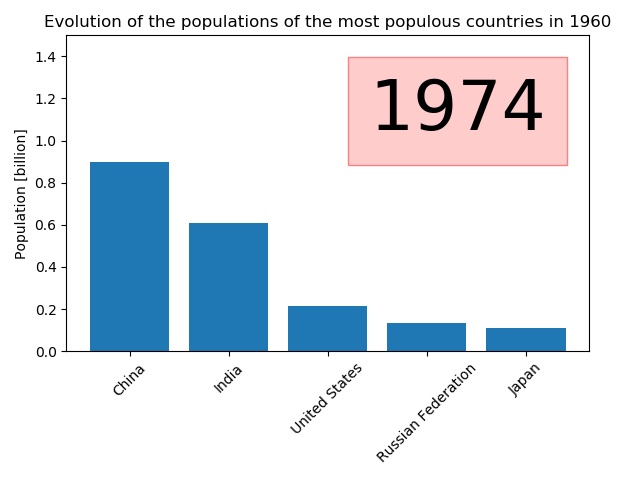 Evolution of the populations of the most populous countries in 1960
1974
Population [billion]
1.4
1.2
1.0
0.8
0.6
0.4
0.2
0.0
China
India
United States
Russian Federation
Japan